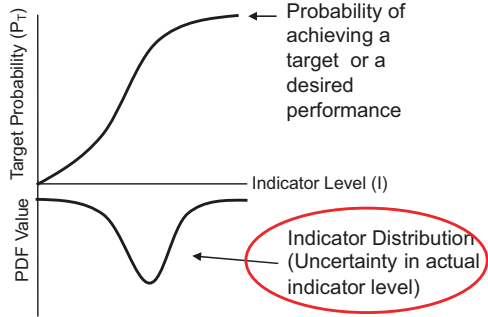 Target Probability (P_T)
Probability of
achieving a
target or a
desired
performance
Indicator Level (I)
PDF Value
Indicator Distribution
(Uncertainty in actual
indicator level)